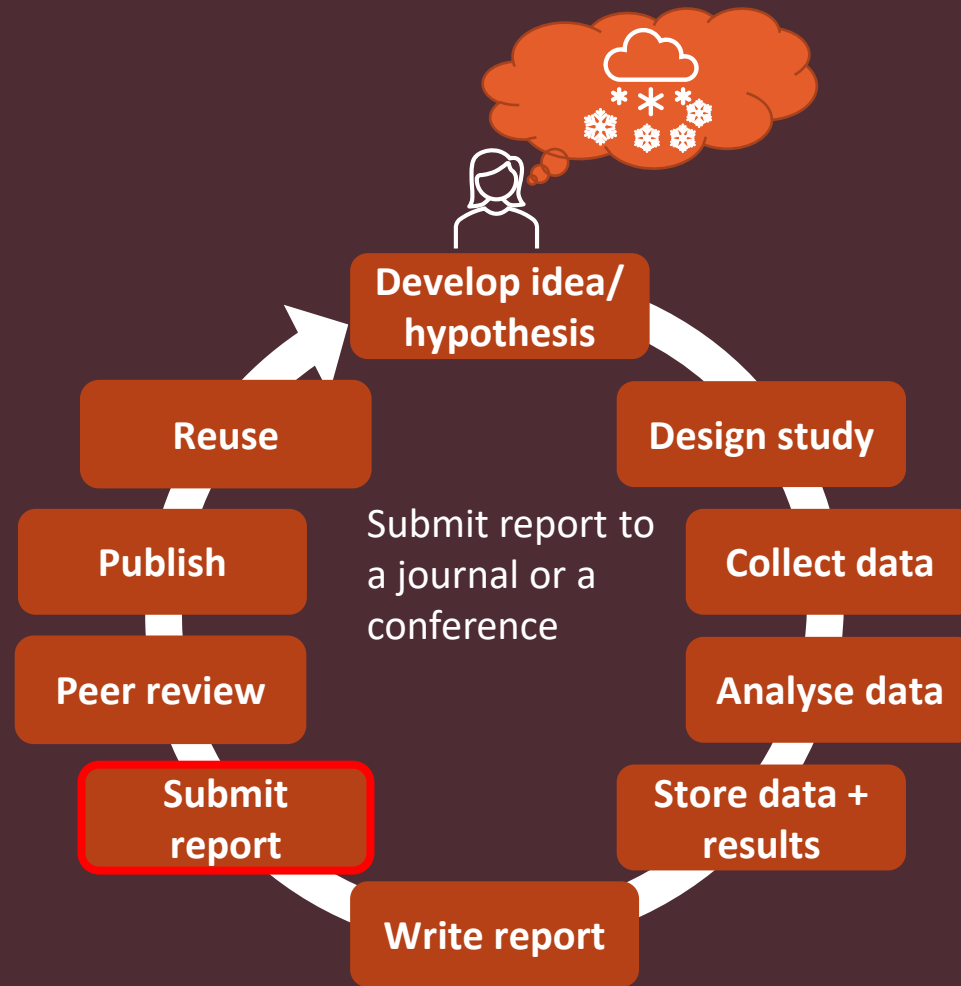 Develop idea/
hypothesis
Design study
Collect data
Analyse data
Store data +
results
Write report
Submit
report
Peer review
Publish
Reuse
Submit report to
a journal or a
conference